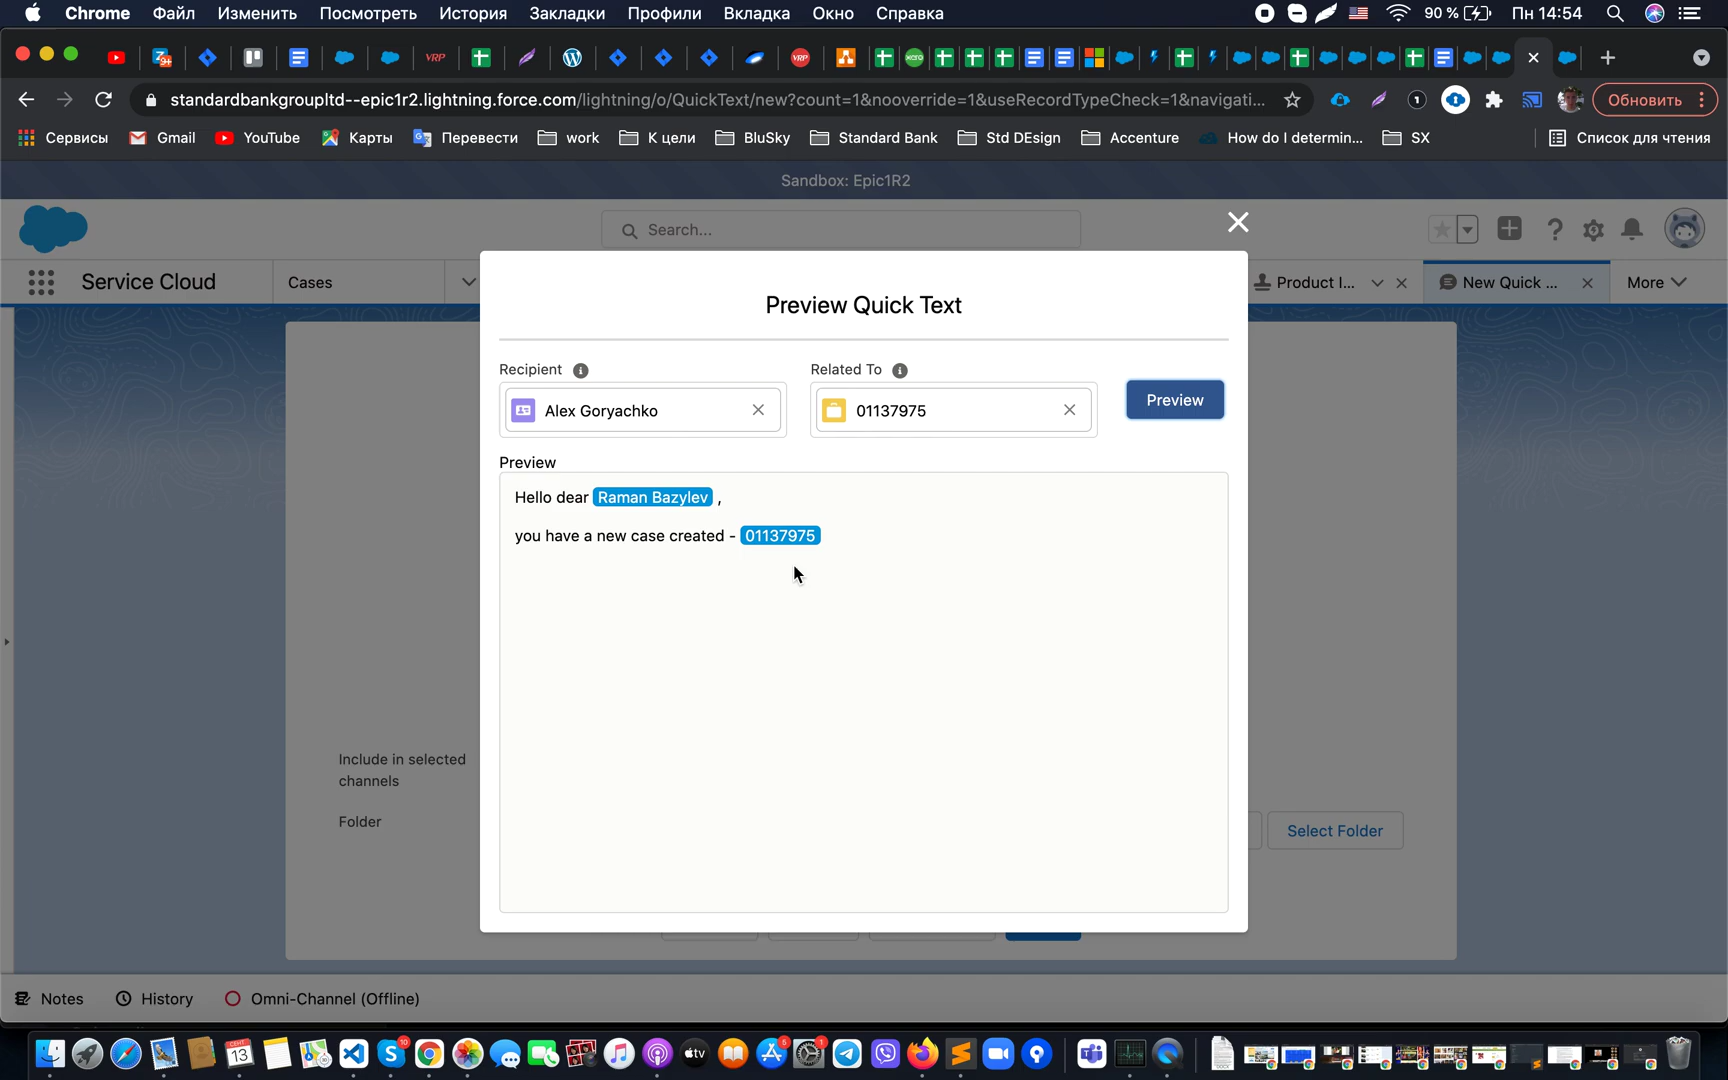 Chrome Файл Изменить Посмотреть История Закладки Профили Вкладка Окно Справка 90 % Пн 14:54
standardbankgroupltd--epic1r2.lightning.force.com/lightning/o/QuickText/new?count=1&nooverride=1&useRecordTypeCheck=1&navigati... Обновить
Сервисы Gmail YouTube Карты Перевести work К цели BluSky Standard Bank Std DEsign Accenture How do I determin... SX Список для чтения
Sandbox: Epic1R2
Search...
Service Cloud Cases Product I... New Quick ... More
Preview Quick Text
Recipient Related To
Alex Goryachko 01137975 Preview
Preview
Hello dear Raman Bazylev ,
you have a new case created - 01137975
Include in selected
channels
Folder Select Folder
Notes History Omni-Channel (Offline)